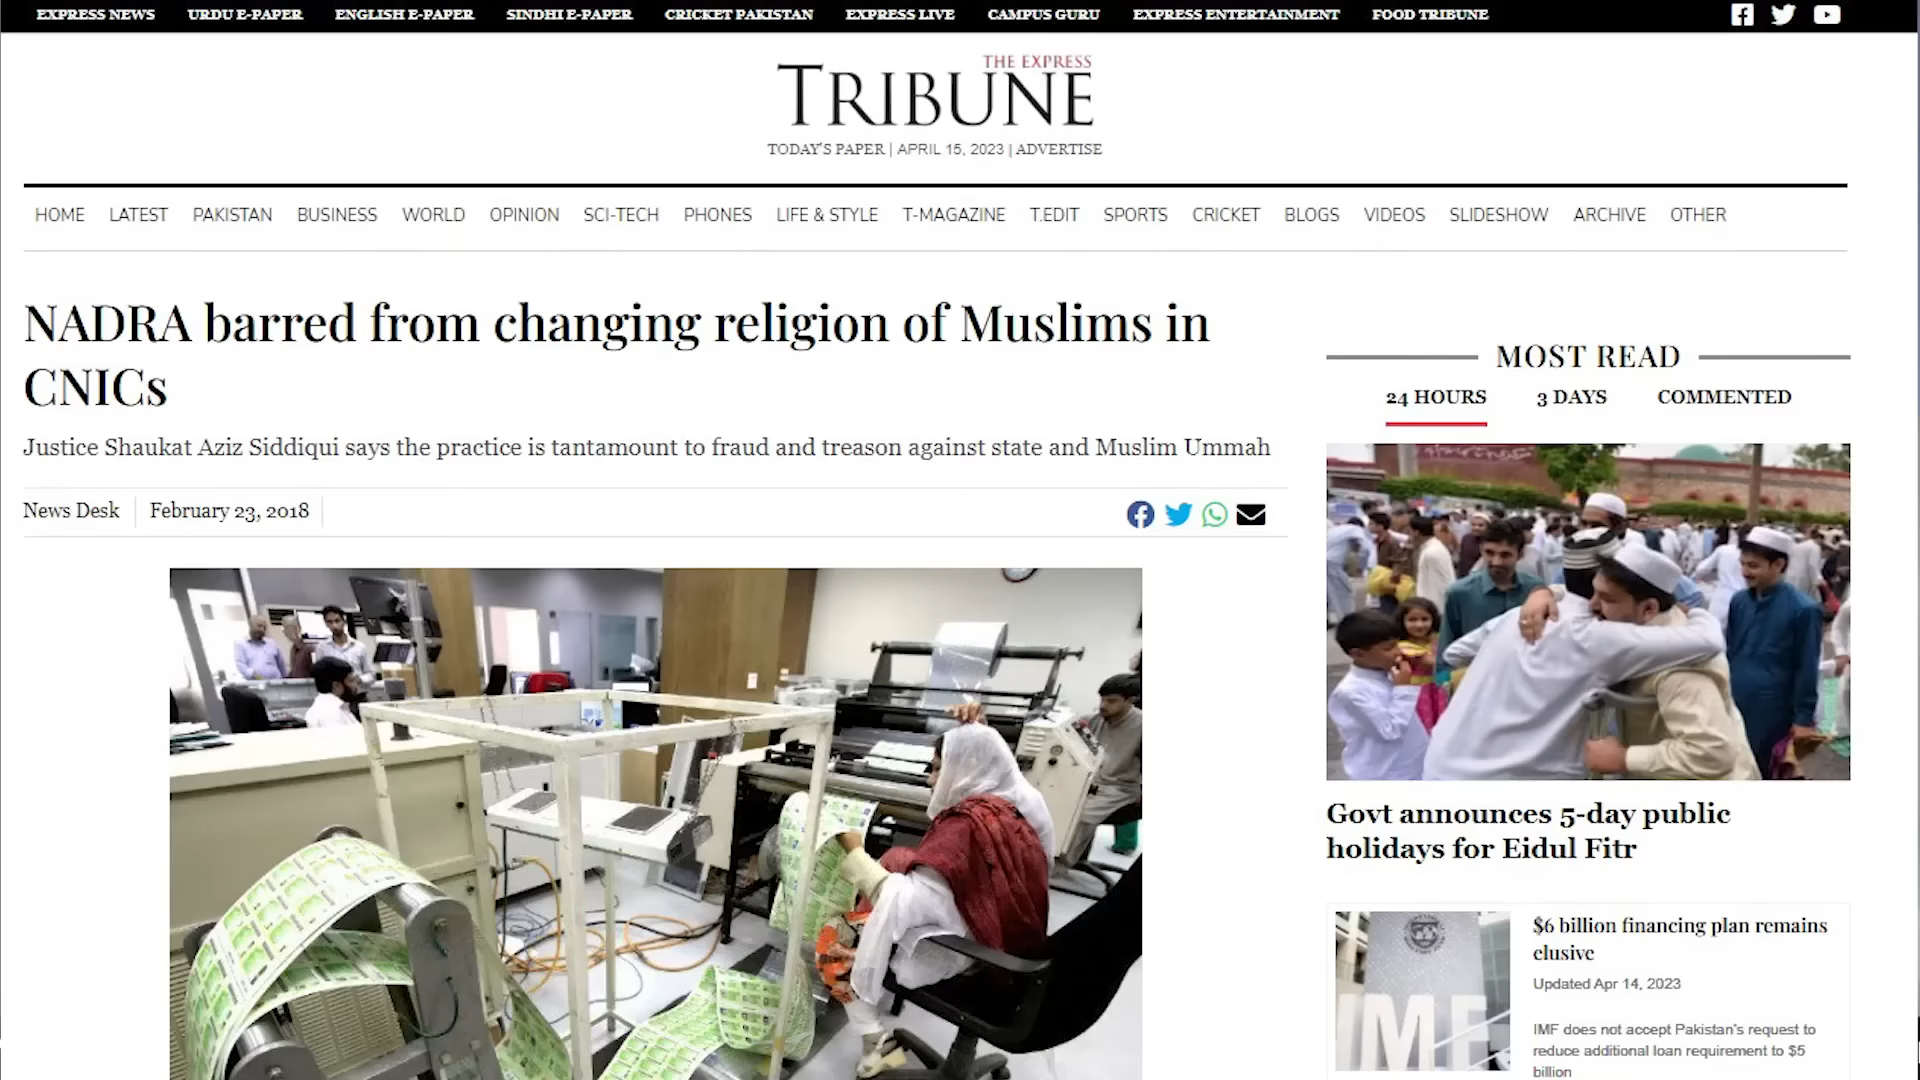 EXPRESS NEWS URDU E-PAPER ENGLISH E-PAPER SINDHI E-PAPER CRICKET PAKISTAN EXPRESS LIVE CAMPUS GURU EXPRESS ENTERTAINMENT FOOD TRIBUNE
THE EXPRESS
TRIBUNE
TODAY'S PAPER | APRIL 15, 2023 | ADVERTISE
HOME LATEST PAKISTAN BUSINESS WORLD OPINION SCI-TECH PHONES LIFE & STYLE T-MAGAZINE T.EDIT SPORTS CRICKET BLOGS VIDEOS SLIDESHOW ARCHIVE OTHER
NADRA barred from changing religion of Muslims in
CNICs
Justice Shaukat Aziz Siddiqui says the practice is tantamount to fraud and treason against state and Muslim Ummah
News Desk February 23, 2018
MOST READ
24 HOURS 3 DAYS COMMENTED
Govt announces 5-day public
holidays for Eidul Fitr
IMF
$6 billion financing plan remains
elusive
Updated Apr 14, 2023
IMF does not accept Pakistan's request to
reduce additional loan requirement to $5
billion